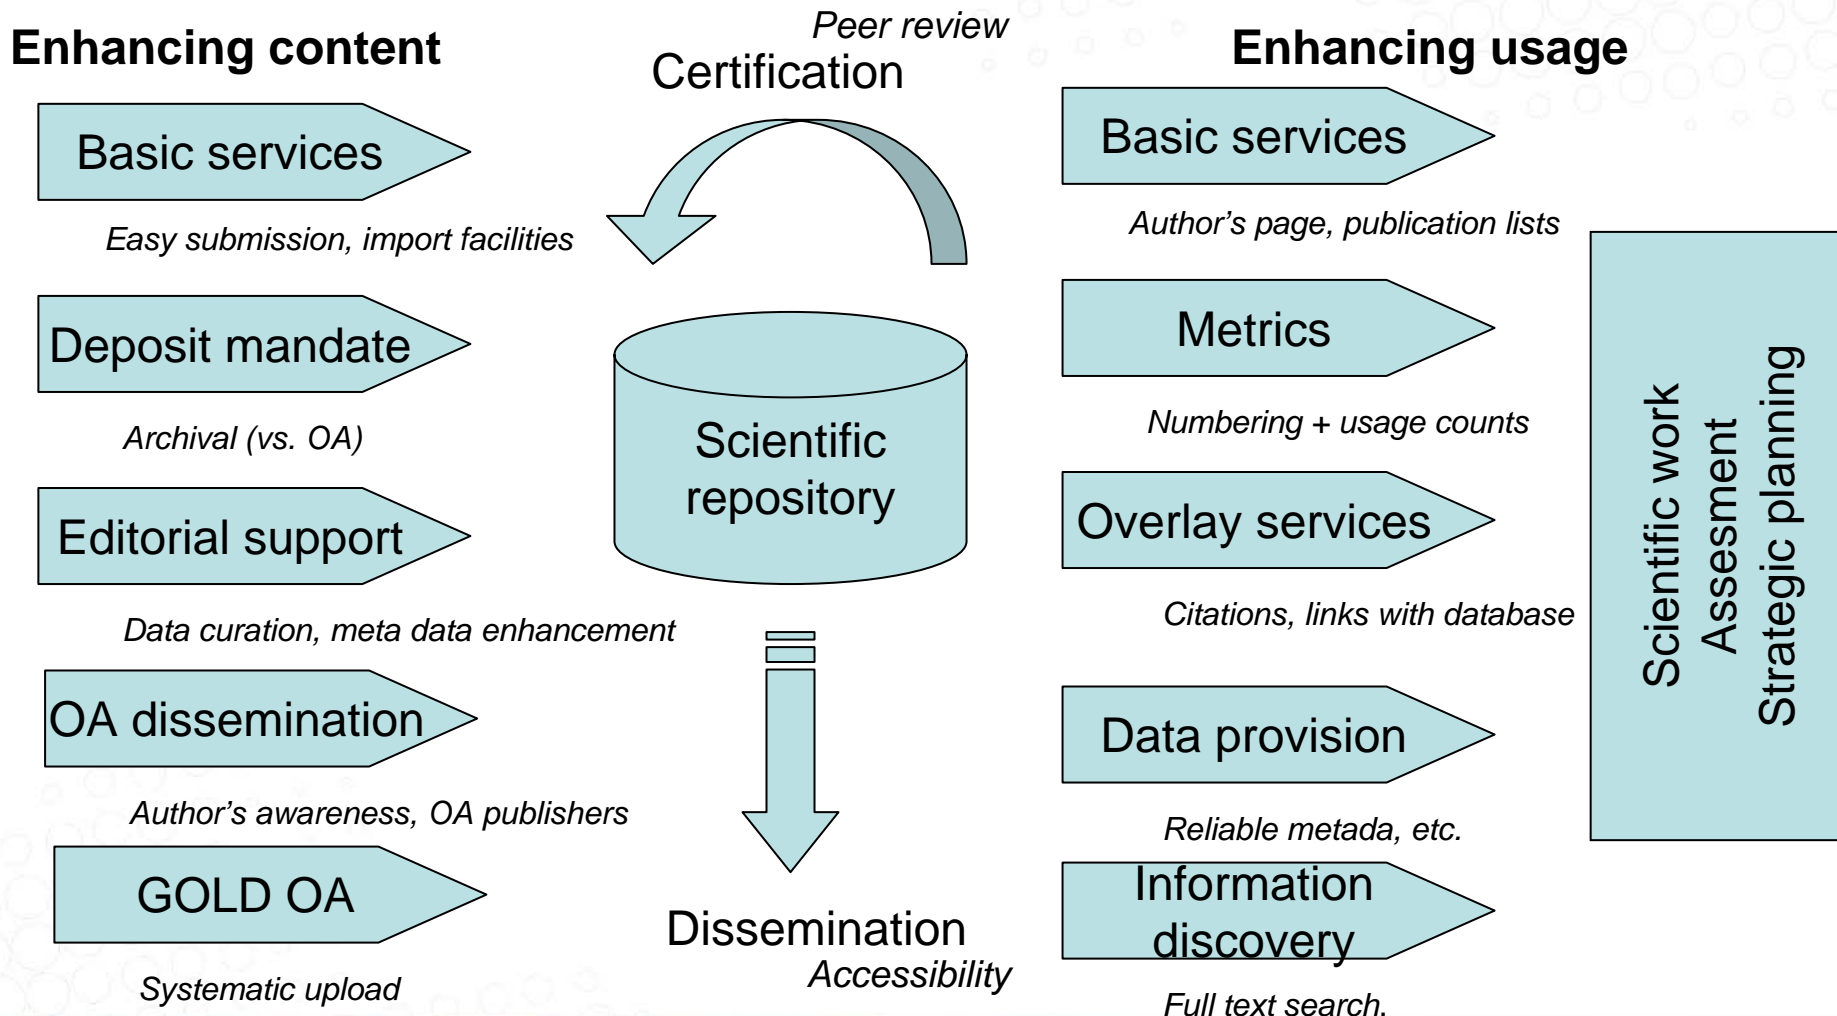 Enhancing content
Basic services
Easy submission, import facilities
Deposit mandate
Archival (vs. OA)
Editorial support
Data curation, meta data enhancement
OA dissemination
Author’s awareness, OA publishers
GOLD OA
Systematic upload
Peer review
Certification
Scientific
repository
Dissemination
Accessibility
Enhancing usage
Basic services
Author’s page, publication lists
Metrics
Numbering + usage counts
Overlay services
Citations, links with database
Data provision
Reliable metada, etc.
Information
discovery
Full text search.
Scientific work
Assessment
Strategic planning